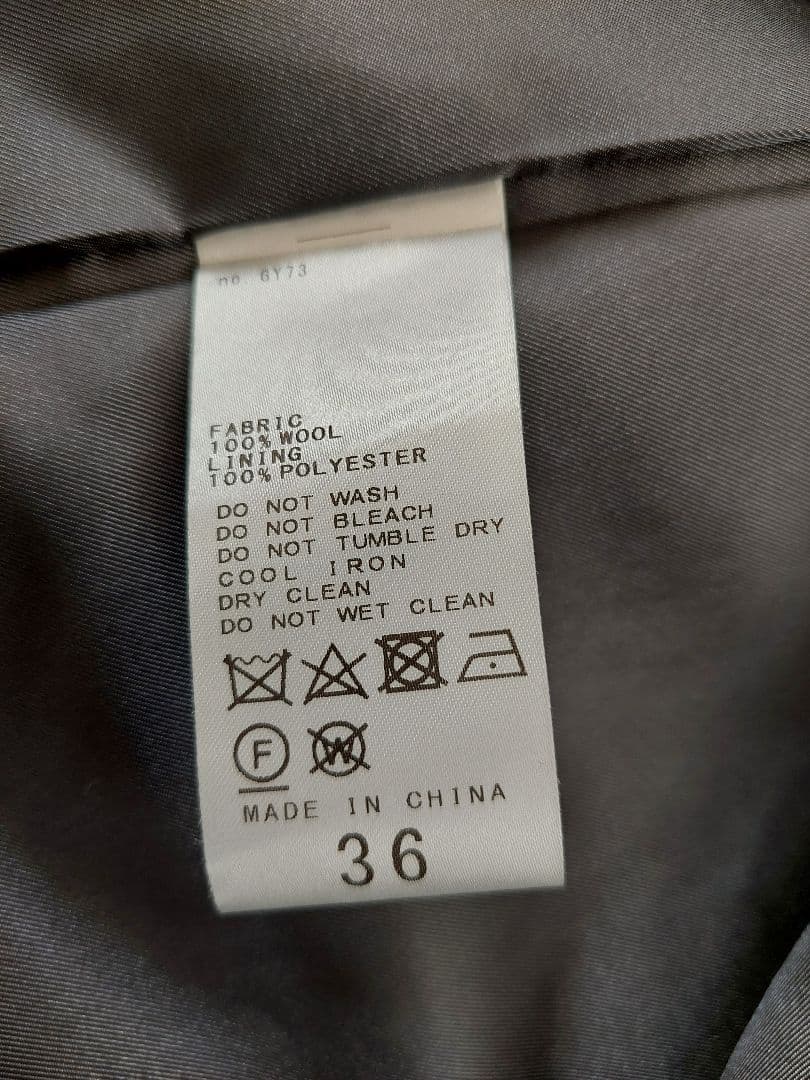 no. 6Y73
FABRIC
100% WOOL
LINING
100% POLYESTER
DO NOT WASH
DO NOT BLEACH
DO NOT TUMBLE DRY
COOL IRON
DRY CLEAN
DO NOT WET CLEAN
F W
MADE IN CHINA
36